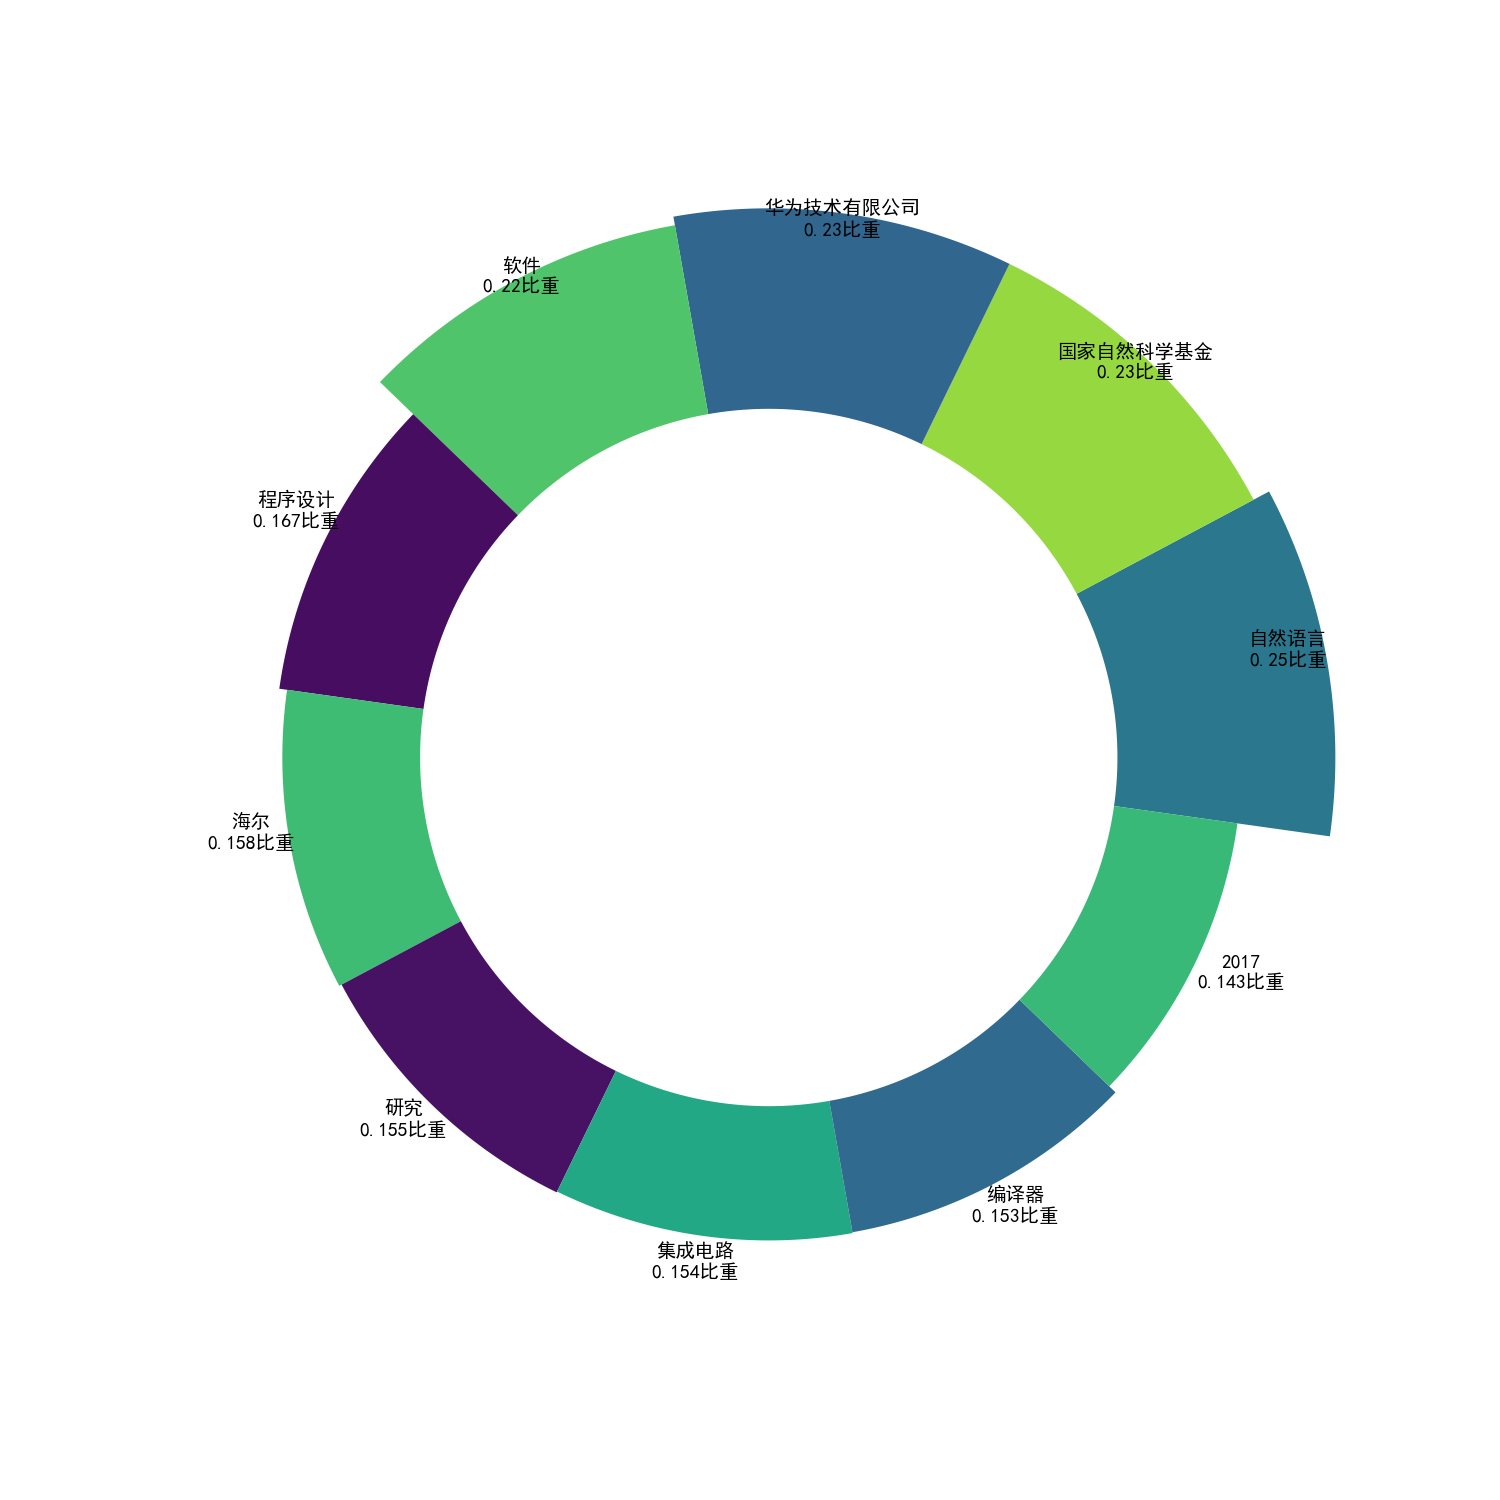 华为技术有限公司
0.23比重
软件
0.22比重
国家自然科学基金
0.23比重
程序设计
0.167比重
自然语言
0.25比重
海尔
0.158比重
2017
0.143比重
研究
0.155比重
编译器
0.153比重
集成电路
0.154比重